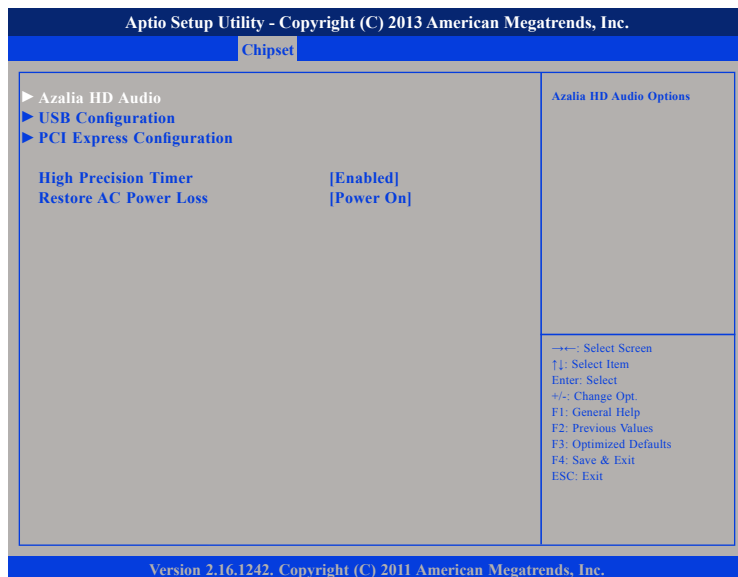 Aptio Setup Utility - Copyright (C) 2013 American Megatrends, Inc.
Chipset
► Azalia HD Audio
► USB Configuration
► PCI Express Configuration
High Precision Timer [Enabled]
Restore AC Power Loss [Power On]
Azalia HD Audio Options
→←: Select Screen
↑↓: Select Item
Enter: Select
+/-: Change Opt.
F1: General Help
F2: Previous Values
F3: Optimized Defaults
F4: Save & Exit
ESC: Exit
Version 2.16.1242. Copyright (C) 2011 American Megatrends, Inc.